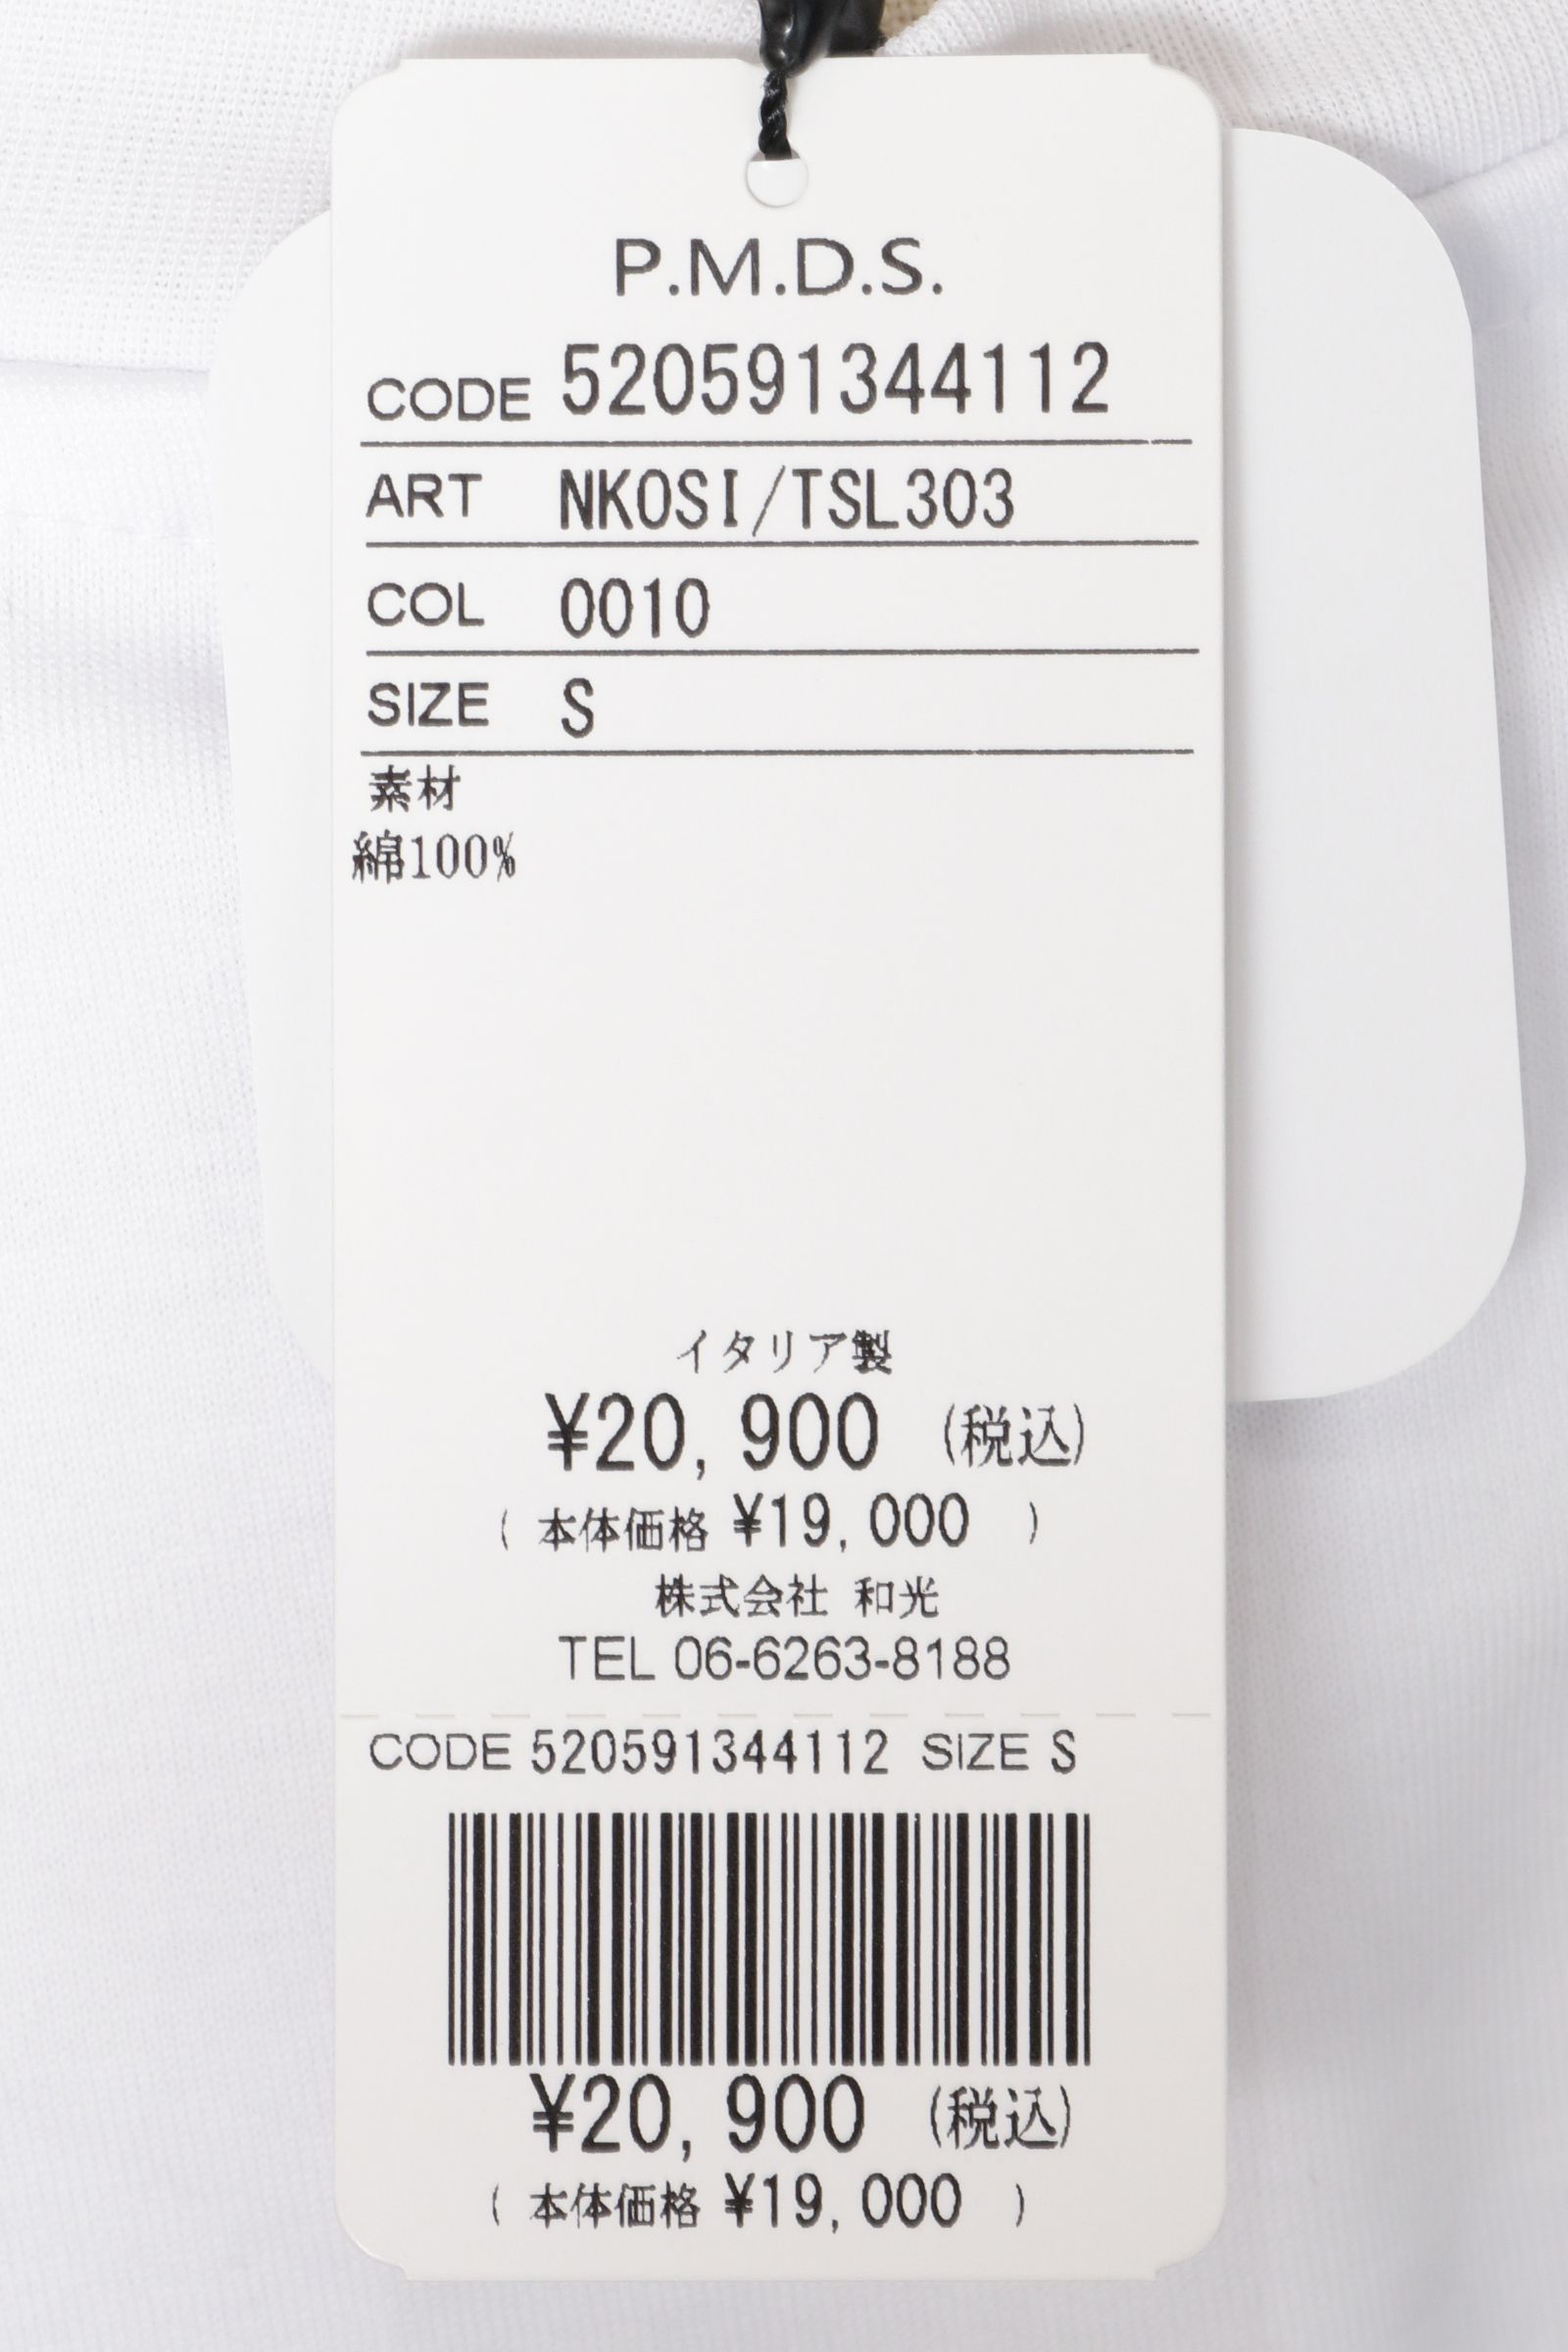 P.M.D.S.
CODE 520591344112
ART NKOSI/TSL303
COL 0010
SIZE S
素材
綿100%
イタリア製
¥20,900 (税込)
( 本体価格 ¥19,000 )
株式会社 和光
TEL 06-6263-8188
CODE 520591344112 SIZE S
¥20,900 (税込)
( 本体価格 ¥19,000 )